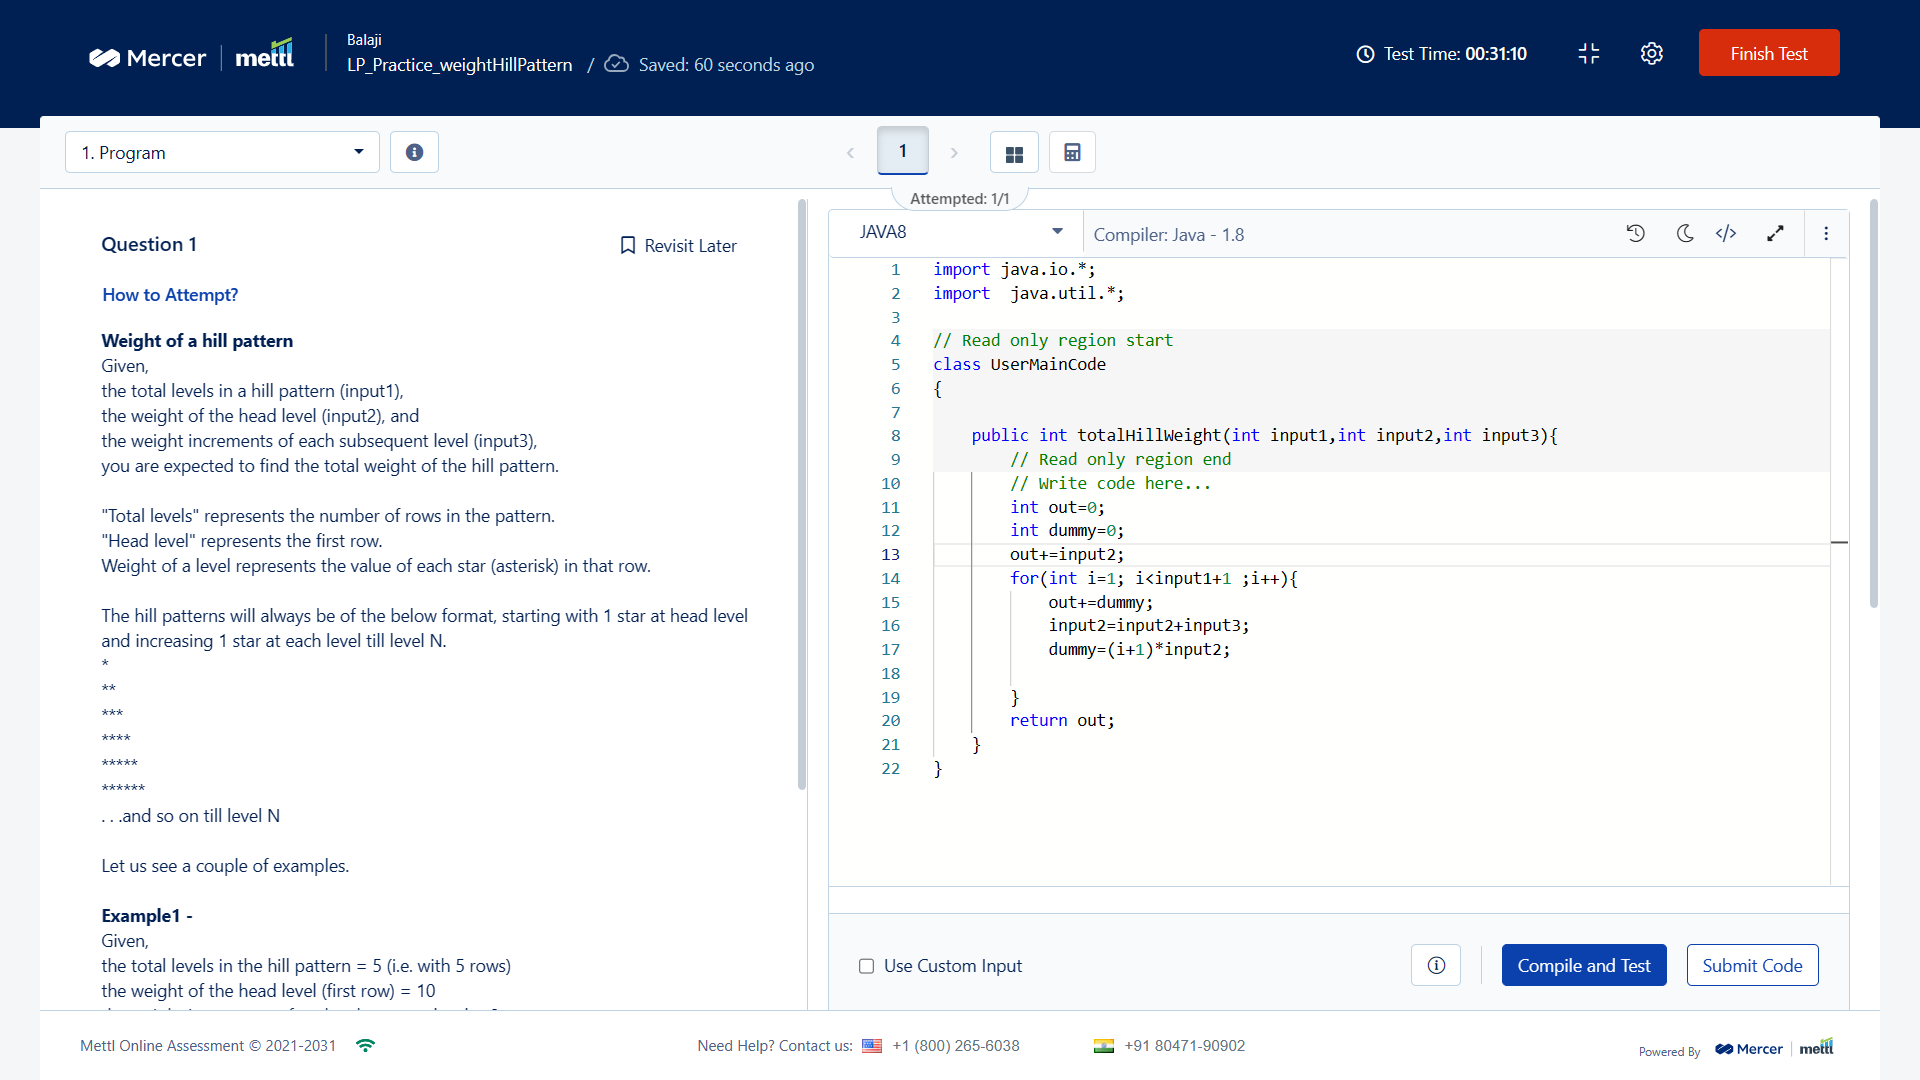 Mercer mettl
Balaji
LP_Practice_weightHillPattern / Saved: 60 seconds ago
Test Time: 00:31:10
Finish Test
1. Program
1
Attempted: 1/1
Question 1
Revisit Later
How to Attempt?
Weight of a hill pattern
Given,
the total levels in a hill pattern (input1),
the weight of the head level (input2), and
the weight increments of each subsequent level (input3),
you are expected to find the total weight of the hill pattern.
"Total levels" represents the number of rows in the pattern.
"Head level" represents the first row.
Weight of a level represents the value of each star (asterisk) in that row.
The hill patterns will always be of the below format, starting with 1 star at head level
and increasing 1 star at each level till level N.
*
**
***
****
*****
******
. . .and so on till level N
Let us see a couple of examples.
Example1 -
Given,
the total levels in the hill pattern = 5 (i.e. with 5 rows)
the weight of the head level (first row) = 10
JAVA8
Compiler: Java - 1.8
1 import java.io.*;
2 import  java.util.*;
3
4 // Read only region start
5 class UserMainCode
6 {
7
8     public int totalHillWeight(int input1,int input2,int input3){
9         // Read only region end
10         // Write code here...
11         int out=0;
12         int dummy=0;
13         out+=input2;
14         for(int i=1; i<input1+1 ;i++){
15             out+=dummy;
16             input2=input2+input3;
17             dummy=(i+1)*input2;
18
19         }
20         return out;
21     }
22 }
Use Custom Input
Compile and Test
Submit Code
Mettl Online Assessment © 2021-2031
Need Help? Contact us: +1 (800) 265-6038
+91 80471-90902
Powered By Mercer mettl